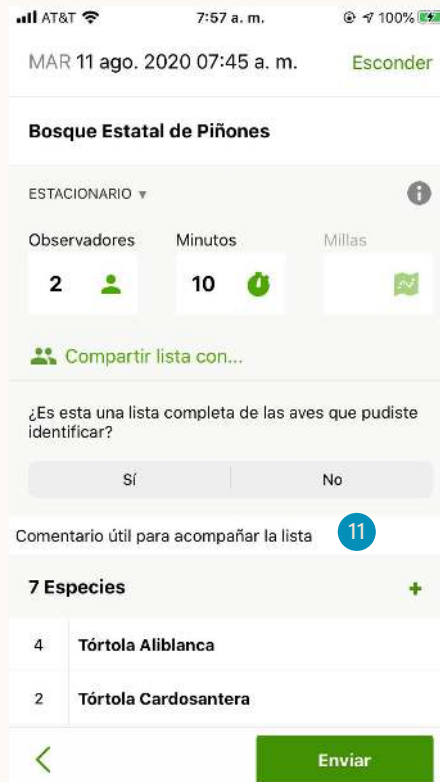 AT&T 7:57 a. m. 100%
MAR 11 ago. 2020 07:45 a. m. Esconder
Bosque Estatal de Piñones
ESTACIONARIO ▾ i
Observadores Minutos Millas
2 10
Compartir lista con...
¿Es esta una lista completa de las aves que pudiste
identificar?
Sí No
Comentario útil para acompañar la lista 11
7 Especies +
4 Tórtola Aliblanca
2 Tórtola Cardosantera
Enviar